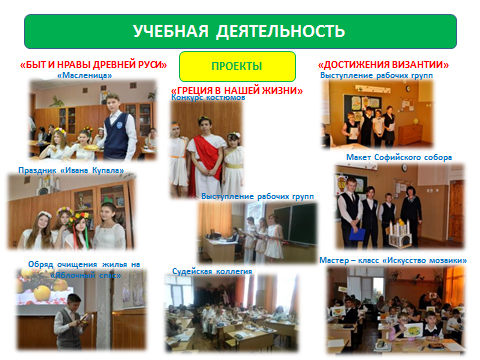 УЧЕБНАЯ ДЕЯТЕЛЬНОСТЬ
«БЫТ И НРАВЫ ДРЕВНЕЙ РУСИ»
«Масленица»
Праздник «Ивана Купала»
Обряд очищения жилья на
«Яблочный спас»
ПРОЕКТЫ
«ГРЕЦИЯ В НАШЕЙ ЖИЗНИ»
Конкурс костюмов
Выступление рабочих групп
Судейская коллегия
«ДОСТИЖЕНИЯ ВИЗАНТИИ»
Выступление рабочих групп
Макет Софийского собора
Мастер – класс «Искусство мозаики»